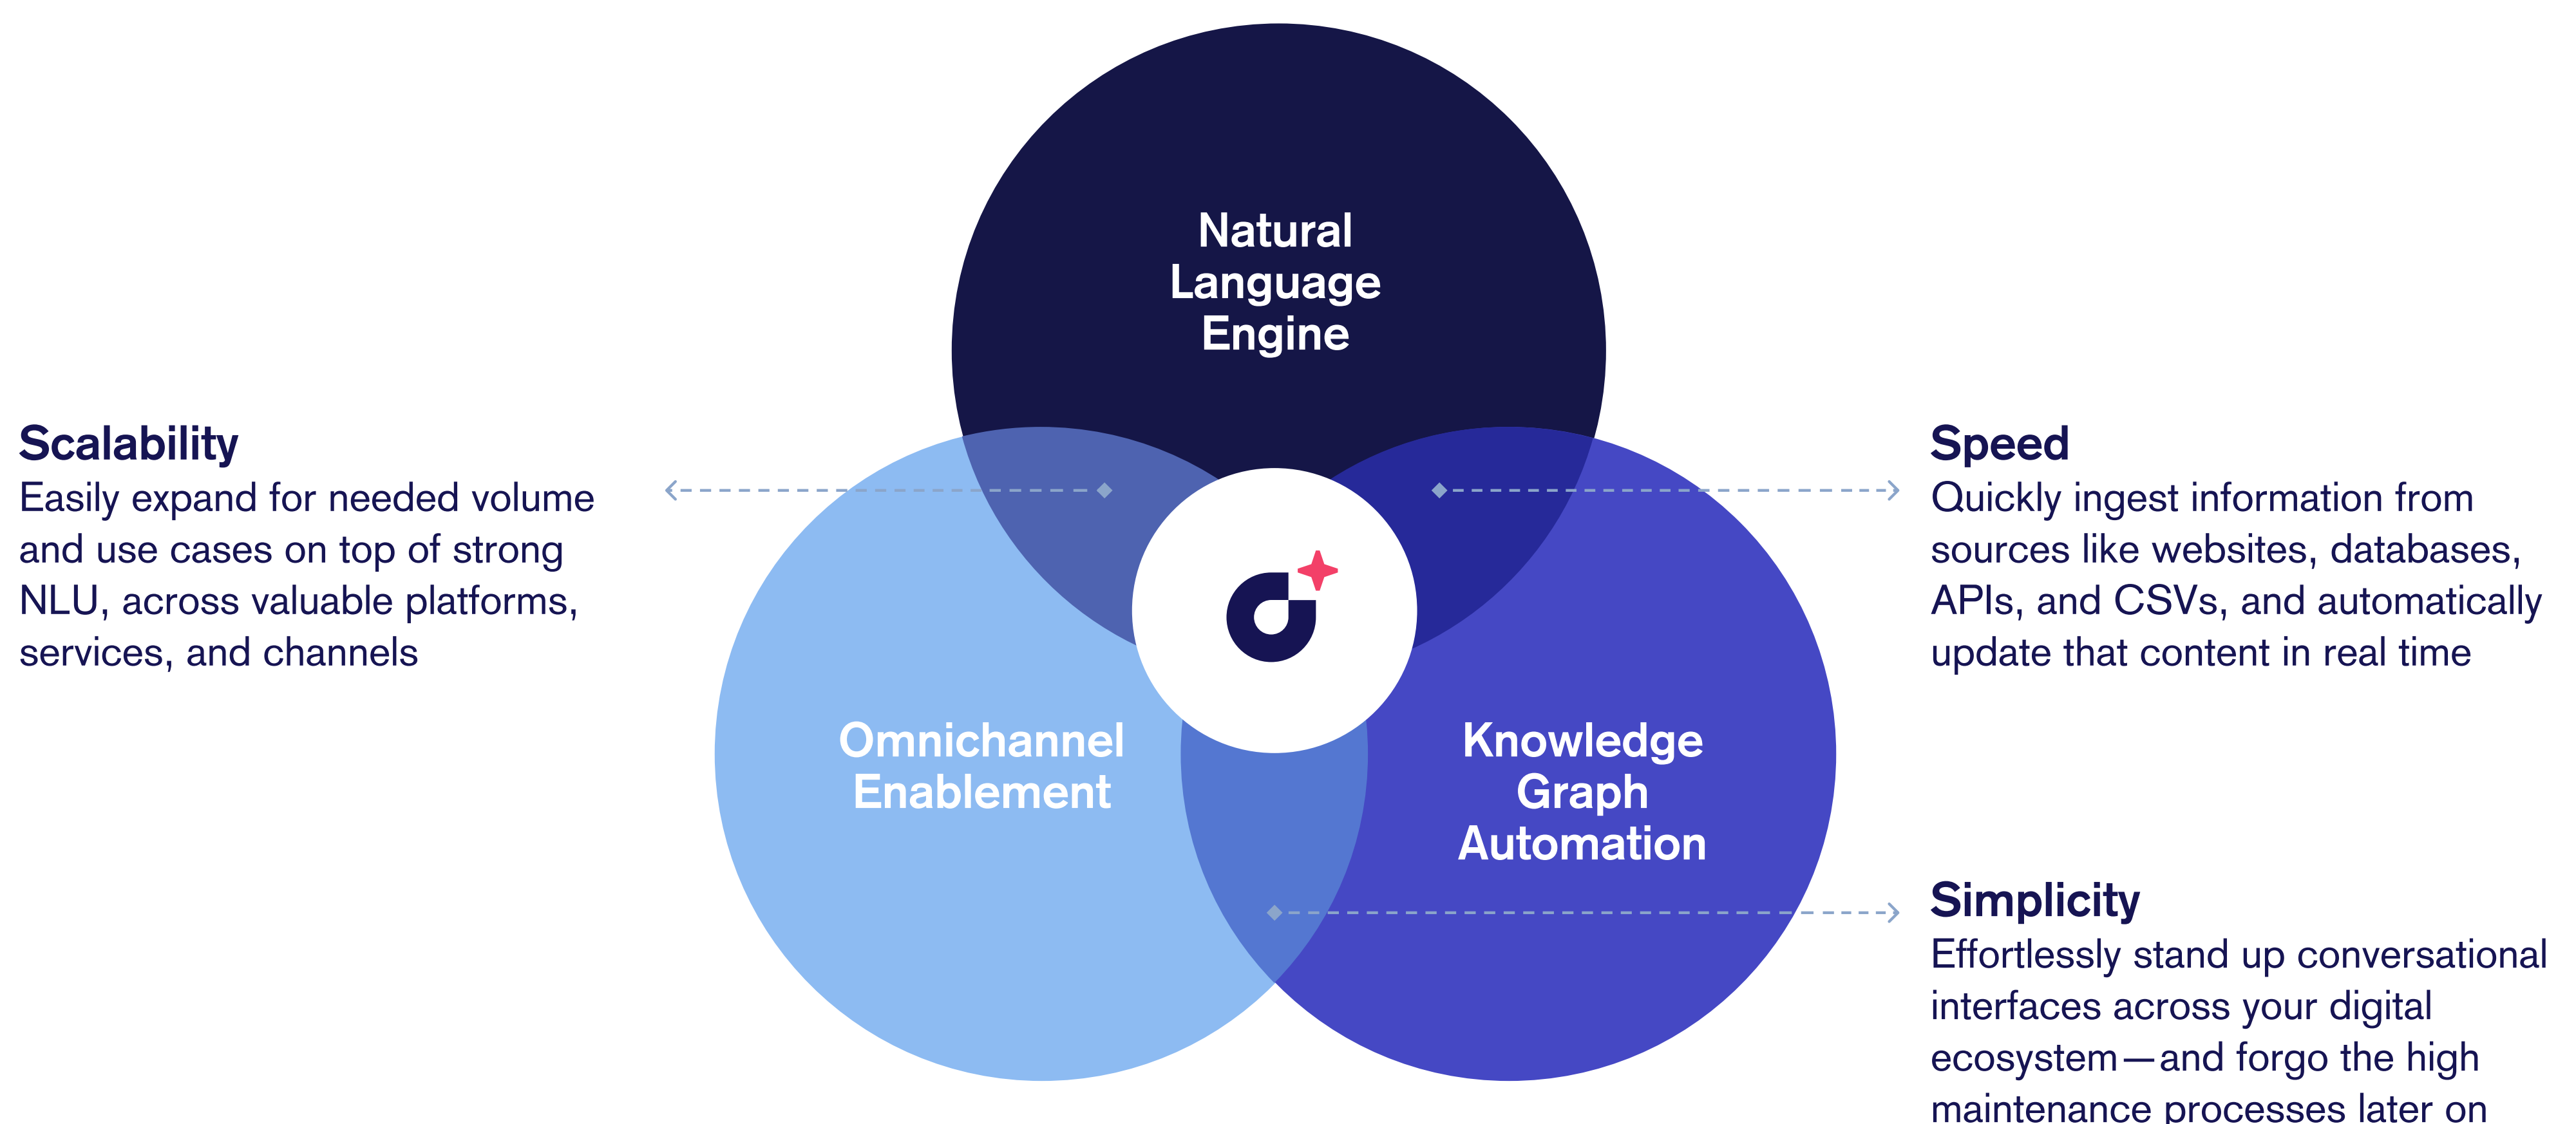 Natural
Language
Engine
Scalability
Easily expand for needed volume
and use cases on top of strong
NLU, across valuable platforms,
services, and channels
Speed
Quickly ingest information from
sources like websites, databases,
APIs, and CSVs, and automatically
update that content in real time
Omnichannel
Enablement
Knowledge
Graph
Automation
Simplicity
Effortlessly stand up conversational
interfaces across your digital
ecosystem—and forgo the high
maintenance processes later on